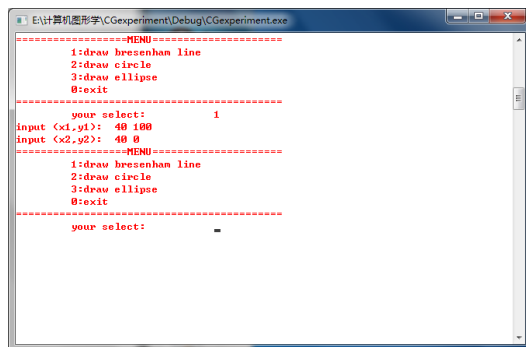 E:\计算机图形学\CGexperiment\Debug\CGexperiment.exe
==================MENU=====================
1:draw bresenham line
2:draw circle
3:draw ellipse
0:exit
===========================================
your select: 1
input (x1,y1): 40 100
input (x2,y2): 40 0
==================MENU=====================
1:draw bresenham line
2:draw circle
3:draw ellipse
0:exit
===========================================
your select: